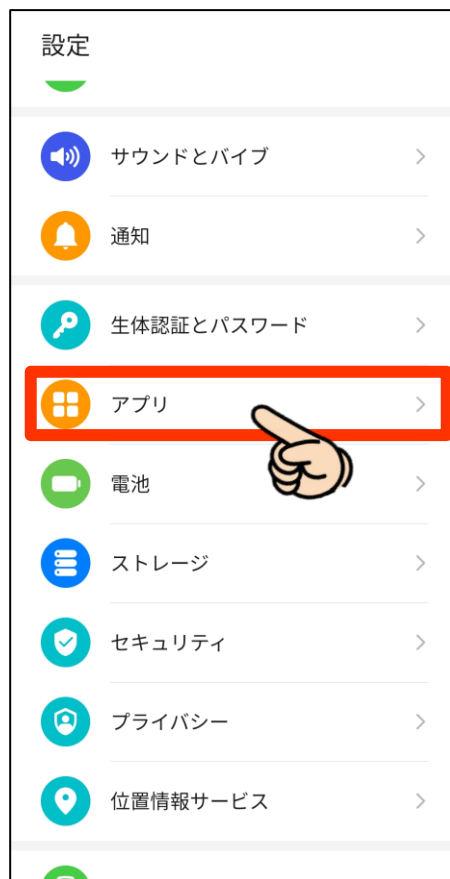 設定
サウンドとバイブ
通知
生体認証とパスワード
アプリ
電池
ストレージ
セキュリティ
プライバシー
位置情報サービス